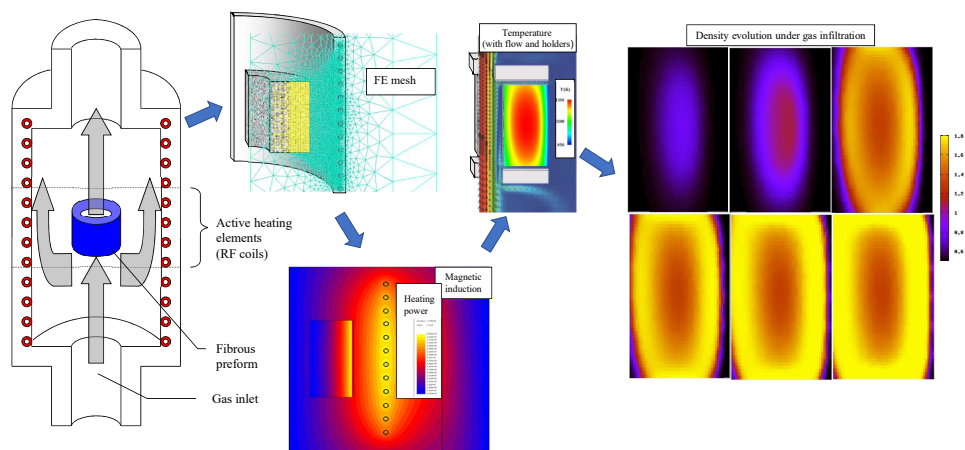 Temperature
(with flow and holders)
Density evolution under gas infiltration
FE mesh
T(K)
1.8
1.6
1.4
1.2
1
0.8
0.6
Active heating
elements
(RF coils)
Magnetic
induction
Heating
power
Fibrous
preform
Gas inlet